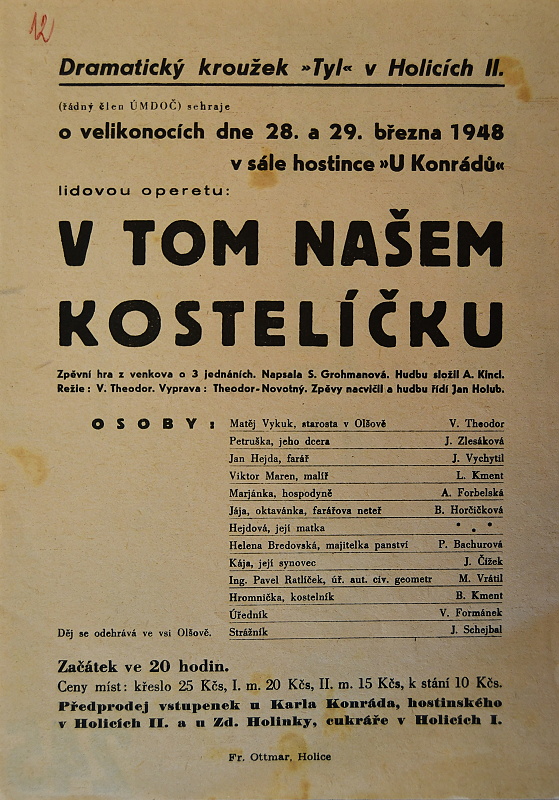 12
Dramatický kroužek »Tyl« v Holicích II.
(řádný člen ÚMDOČ) sehraje
o velikonocích dne 28. a 29. března 1948
v sále hostince »U Konrádů«
lidovou operetu:
V TOM NAŠEM
KOSTELÍČKU
Zpěvní hra z venkova o 3 jednáních. Napsala S. Grohmanová. Hudbu složil A. Kincl.
Režie : V. Theodor. Vyprava : Theodor-Novotný. Zpěvy nacvičil a hudbu řídí Jan Holub.
OSOBY: Matěj Vykuk, starosta v Olšově V. Theodor
Petruška, jeho dcera J. Zlesáková
Jan Hejda, farář J. Vychytil
Viktor Maren, malíř L. Kment
Marjánka, hospodyně A. Forbelská
Jája, oktavánka, farářova neteř B. Horčičková
Hejdová, její matka * . *
Helena Bredovská, majitelka panství P. Bachurová
Kája, její synovec J. Čížek
Ing. Pavel Ratlíček, úř. aut. civ. geometr M. Vrátil
Hromnička, kostelník B. Kment
Úředník V. Formánek
Děj se odehrává ve vsi Olšově. Strážník J. Schejbal
Začátek ve 20 hodin.
Ceny míst: křeslo 25 Kčs, I. m. 20 Kčs, II. m. 15 Kčs, k stání 10 Kčs.
Předprodej vstupenek u Karla Konráda, hostinského
v Holicích II. a u Zd. Holinky, cukráře v Holicích I.
Fr. Ottmar, Holice